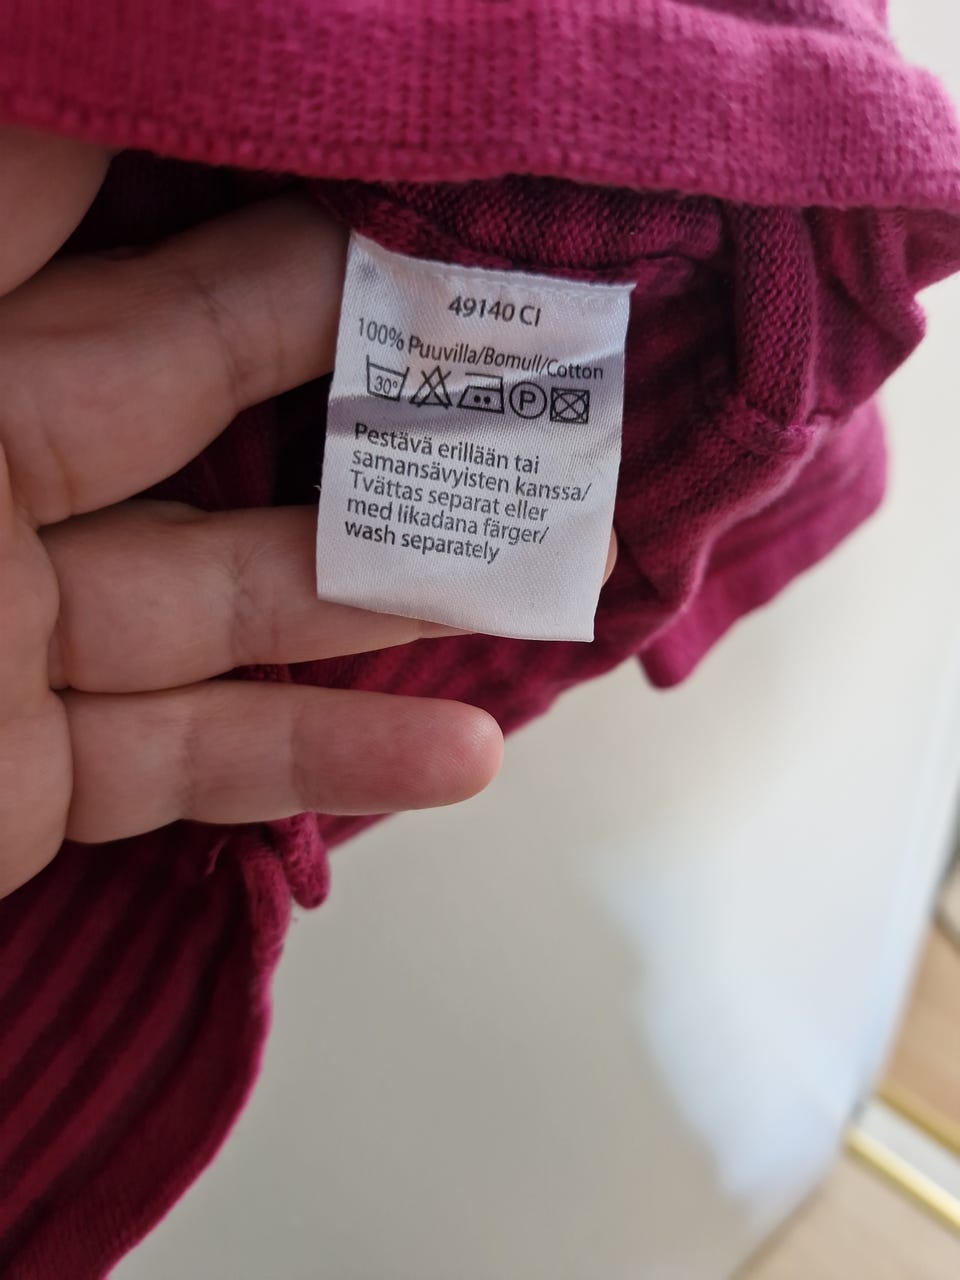 49140 CI
100% Puuvilla/Bomull/Cotton
30° P
Pestävä erillään tai
samansävyisten kanssa/
Tvättas separat eller
med likadana färger/
wash separately